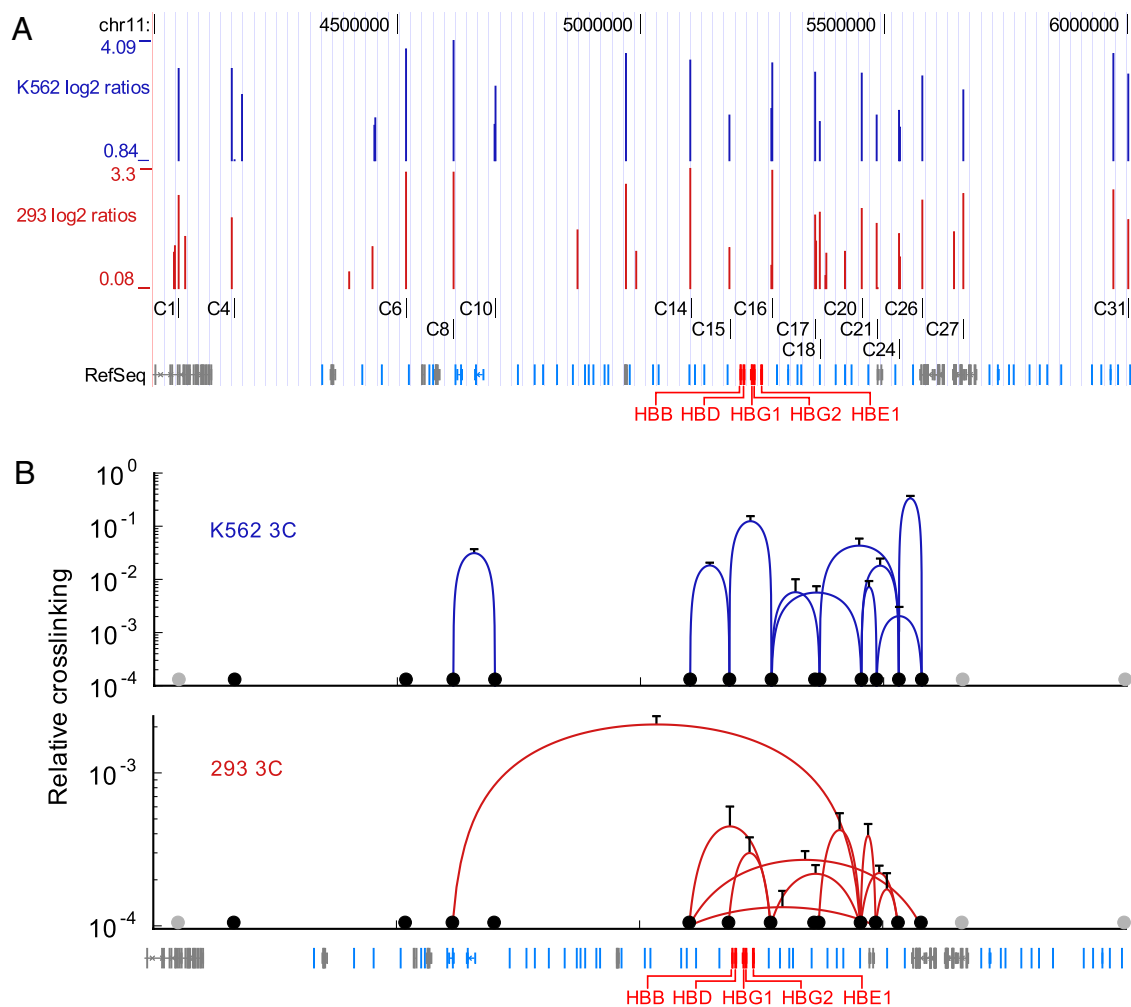 A
chr11: 4500000 5000000 5500000 6000000
4.09
K562 log2 ratios
0.84
3.3
293 log2 ratios
0.08
C1 C4 C6 C10 C14 C16 C20 C26 C31
C8 C15 C17 C21 C27
C18 C24
RefSeq
HBB HBD HBG1 HBG2 HBE1
B
Relative crosslinking
10^0
K562 3C
10^-1
10^-2
10^-3
10^-4
293 3C
10^-3
10^-4
HBB HBD HBG1 HBG2 HBE1